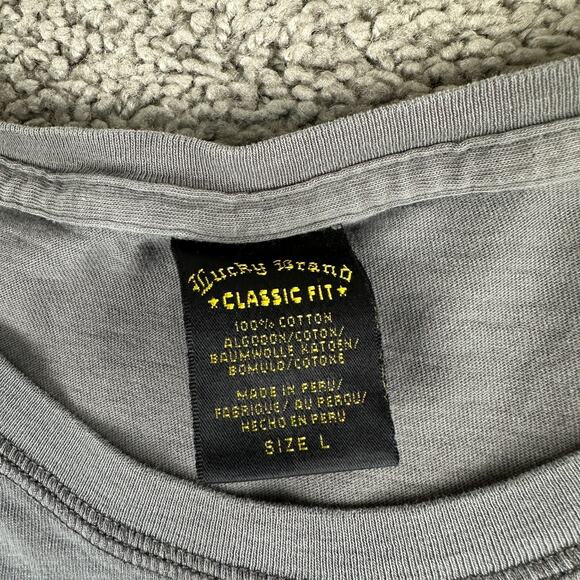 Lucky Brand
★CLASSIC FIT★
100% COTTON
ALGODON/COTON/
BAUMWOLLE KATOEN/
BOMULD/COTONE
MADE IN PERU/
FABRIQUE/ AU PEROU/
HECHO EN PERU
SIZE L